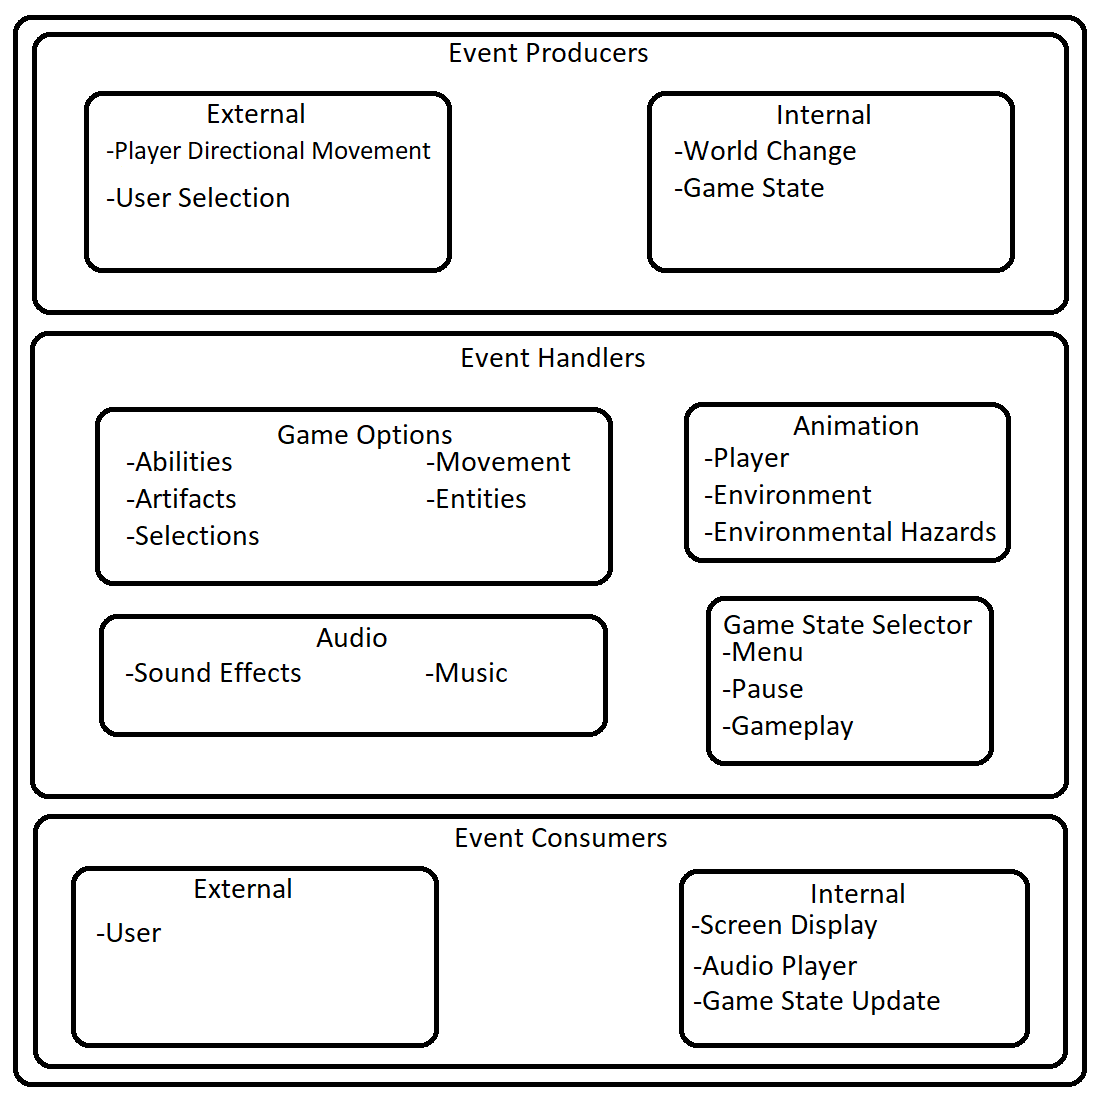 Event Producers
External
-Player Directional Movement
-User Selection
Internal
-World Change
-Game State
Event Handlers
Game Options
-Abilities
-Artifacts
-Selections
-Movement
-Entities
Animation
-Player
-Environment
-Environmental Hazards
Audio
-Sound Effects
-Music
Game State Selector
-Menu
-Pause
-Gameplay
Event Consumers
External
-User
Internal
-Screen Display
-Audio Player
-Game State Update